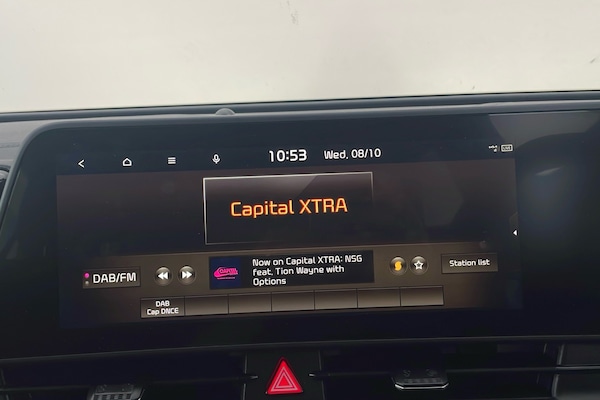 10:53 Wed, 08/10
Capital XTRA
DAB/FM
Now on Capital XTRA: NSG
feat. Tion Wayne with
Options
Station list
DAB
Cap DNCE